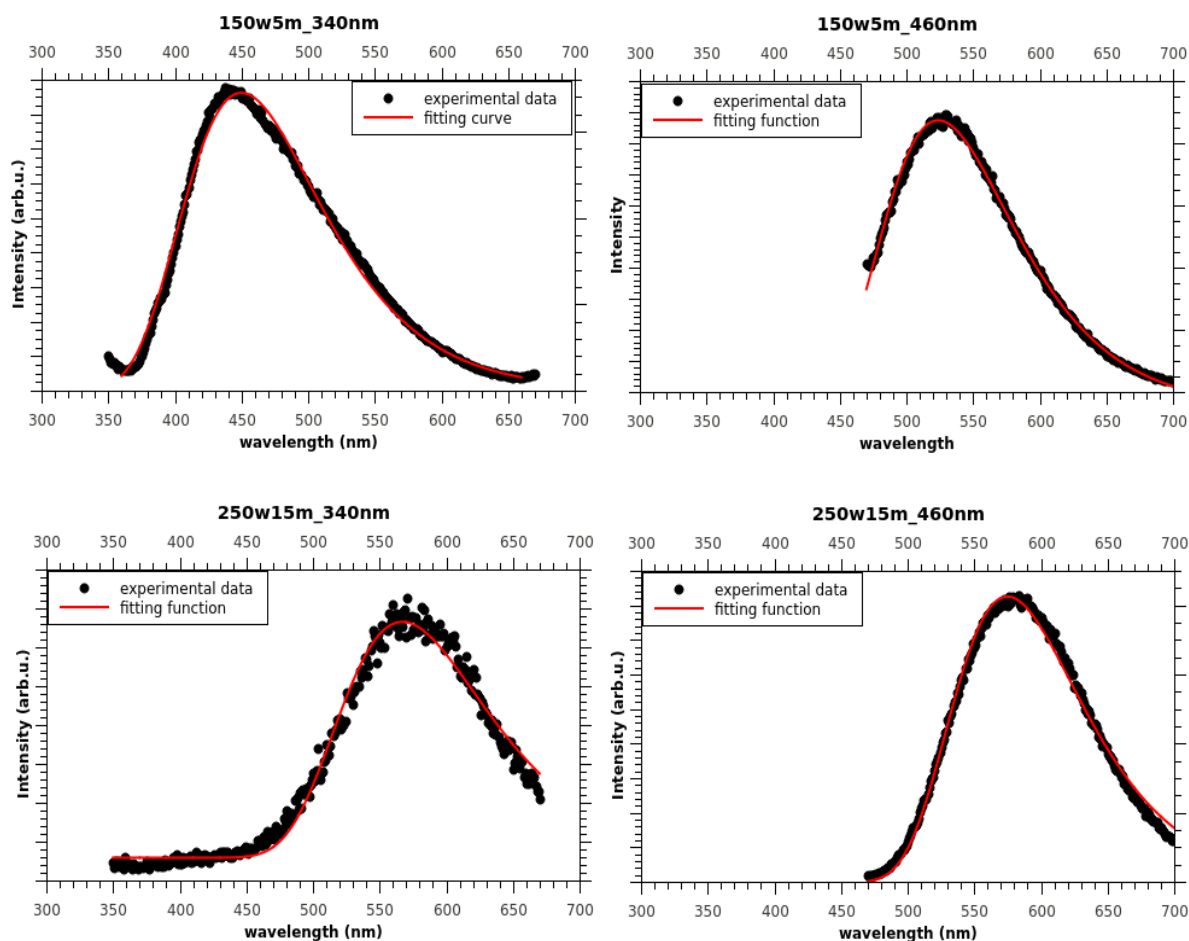 150w5m_340nm
300 350 400 450 500 550 600 650 700
experimental data
fitting curve
Intensity (arb.u.)
300 350 400 450 500 550 600 650 700
wavelength (nm)
150w5m_460nm
300 350 400 450 500 550 600 650 700
experimental data
fitting function
Intensity
300 350 400 450 500 550 600 650 700
wavelength
250w15m_340nm
300 350 400 450 500 550 600 650 700
experimental data
fitting function
Intensity (arb.u.)
300 350 400 450 500 550 600 650 700
wavelength (nm)
250w15m_460nm
300 350 400 450 500 550 600 650 700
experimental data
fitting function
Intensity (arb.u.)
300 350 400 450 500 550 600 650 700
wavelength (nm)